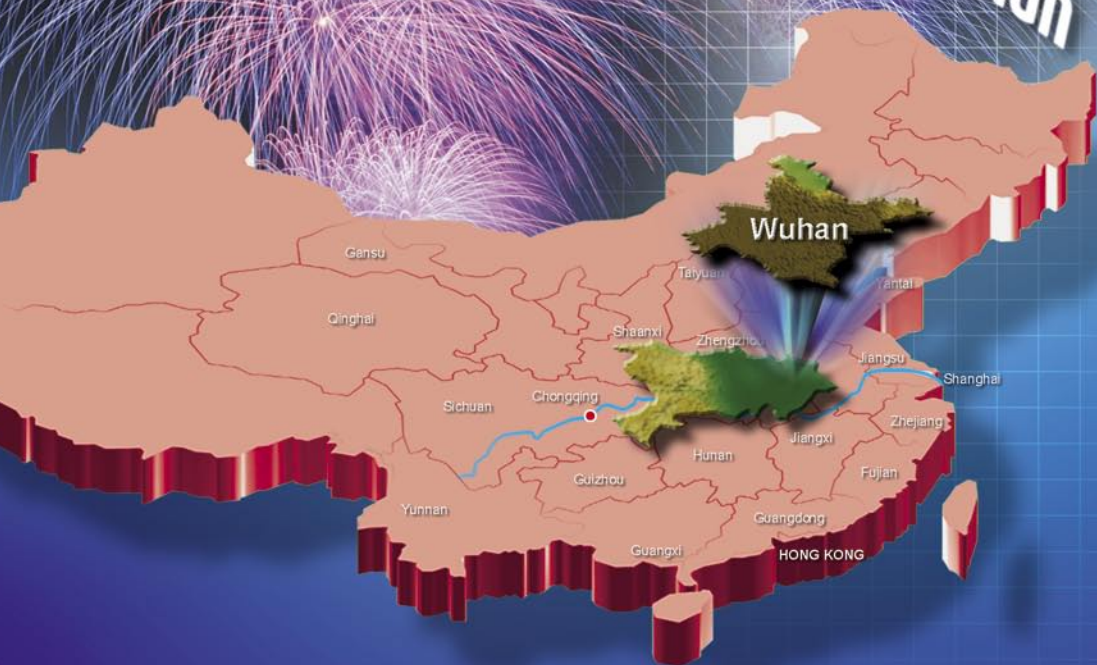 Wuhan
Gansu
Taiyuan
Yantai
Qinghai
Shaanxi
Zhengzhou
Jiangsu
Shanghai
Chongqing
Sichuan
Zhejiang
Jiangxi
Hunan
Guizhou
Fujian
Yunnan
Guangdong
Guangxi
HONG KONG